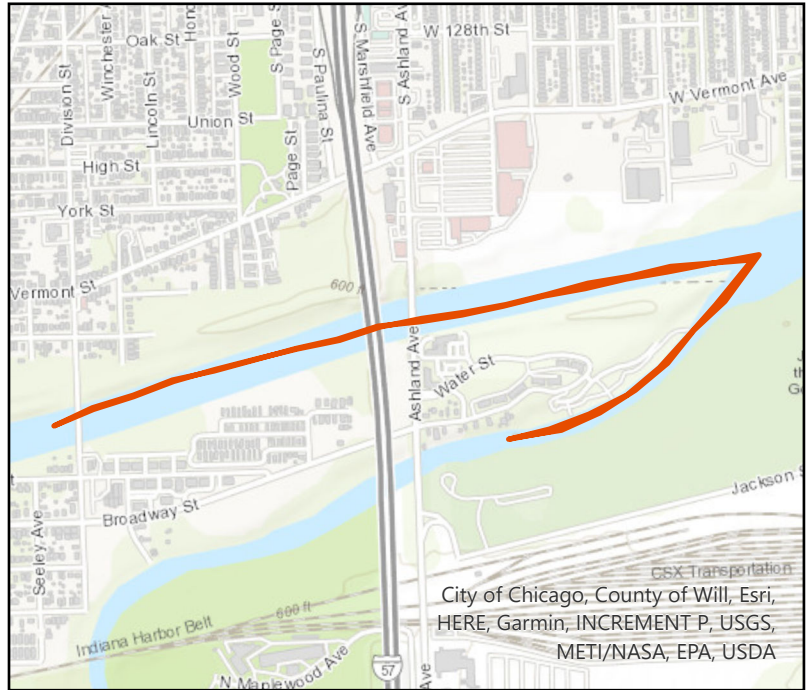 Winchester A
Hono
Oak St
Division St
Lincoln St
Wood St
S Page S
S Paulina St
S Marshfield Ave
S Ashland Av
W 128th St
W Vermont Ave
Union St
High St
Page St
York St
Vermont St
600 ft
Ashland Ave
Water St
J
th
Go
Jackson S
t
Broadway St
Seeley Ave
CSX Transportation
600 ft
Indiana Harbor Belt
N Maplewood Ave
57
Ave
City of Chicago, County of Will, Esri,
HERE, Garmin, INCREMENT P, USGS,
METI/NASA, EPA, USDA